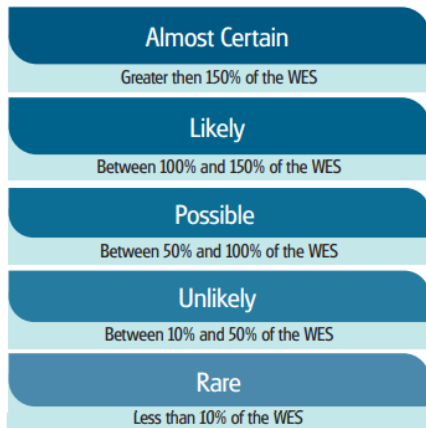 Almost Certain
Greater then 150% of the WES
Likely
Between 100% and 150% of the WES
Possible
Between 50% and 100% of the WES
Unlikely
Between 10% and 50% of the WES
Rare
Less than 10% of the WES